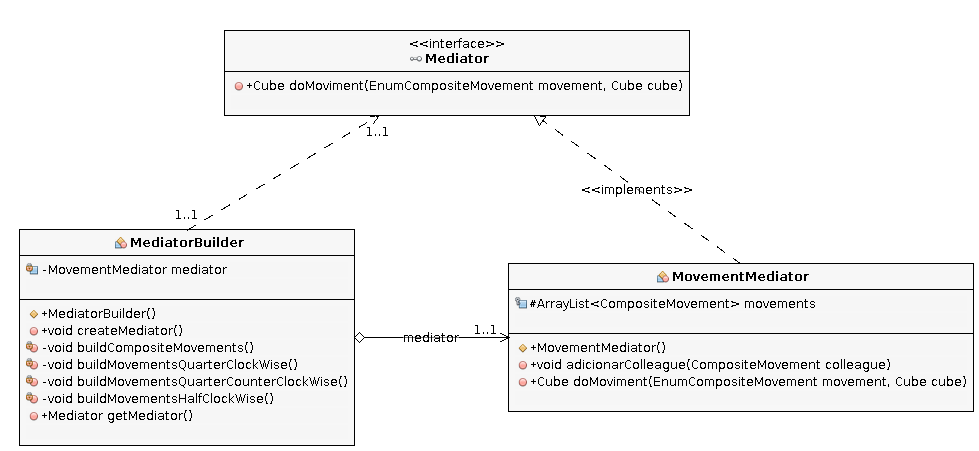 <<interface>>
Mediator
+Cube doMoviment(EnumCompositeMovement movement, Cube cube)
1..1
<<implements>>
1..1
MediatorBuilder
-MovementMediator mediator
+MediatorBuilder()
+void createMediator()
-void buildCompositeMovements()
-void buildMovementsQuarterClockWise()
-void buildMovementsQuarterCounterClockWise()
-void buildMovementsHalfClockWise()
+Mediator getMediator()
mediator
1..1
MovementMediator
#ArrayList<CompositeMovement> movements
+MovementMediator()
+void adicionarColleague(CompositeMovement colleague)
+Cube doMoviment(EnumCompositeMovement movement, Cube cube)